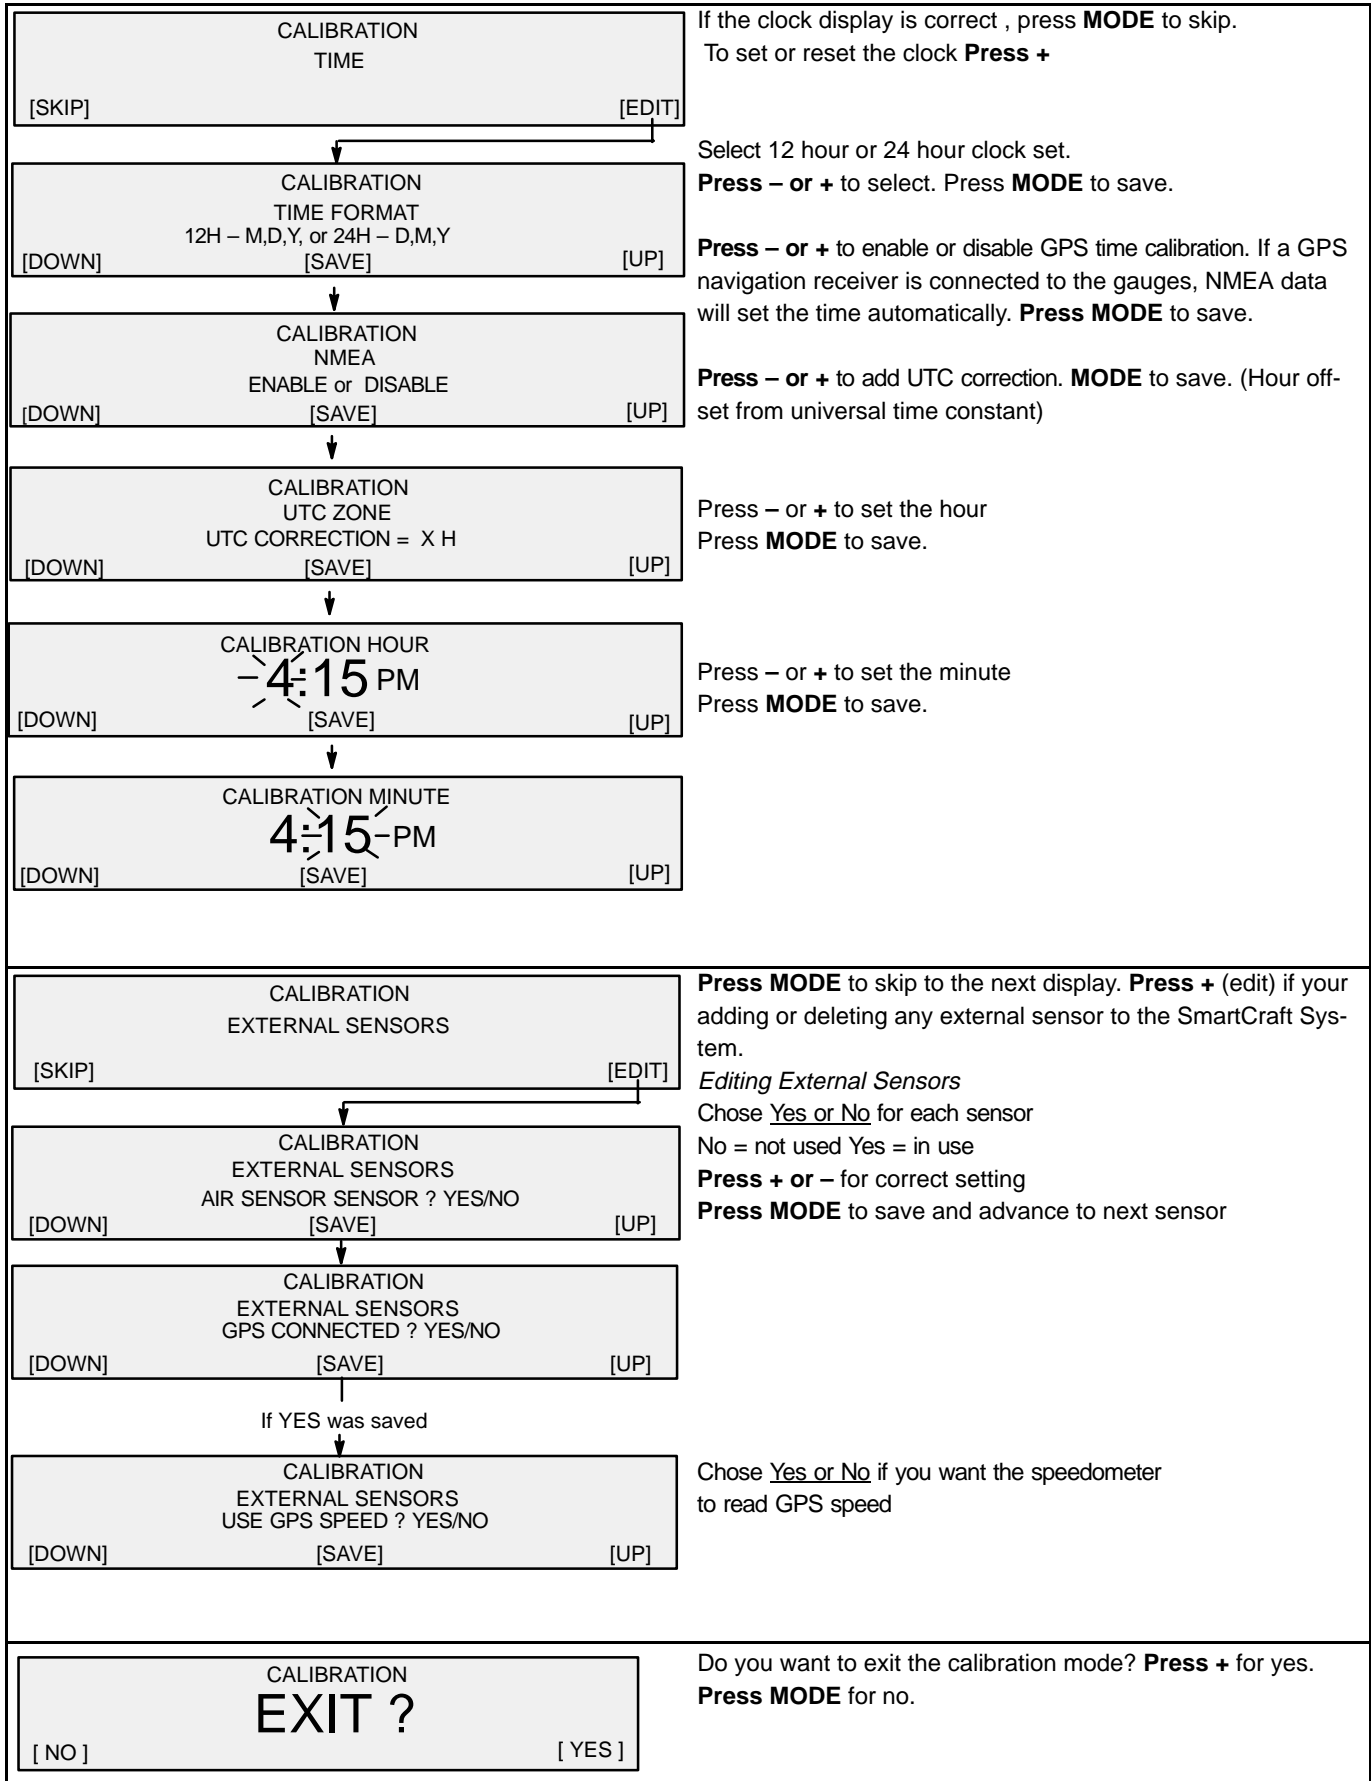 CALIBRATION
TIME
[SKIP] [EDIT]
If the clock display is correct , press MODE to skip.
To set or reset the clock Press +
CALIBRATION
TIME FORMAT
12H – M,D,Y, or 24H – D,M,Y
[DOWN] [SAVE] [UP]
Select 12 hour or 24 hour clock set.
Press – or + to select. Press MODE to save.
Press – or + to enable or disable GPS time calibration. If a GPS
navigation receiver is connected to the gauges, NMEA data
will set the time automatically. Press MODE to save.
CALIBRATION
NMEA
ENABLE or DISABLE
[DOWN] [SAVE] [UP]
Press – or + to add UTC correction. MODE to save. (Hour off-
set from universal time constant)
CALIBRATION
UTC ZONE
UTC CORRECTION = X H
[DOWN] [SAVE] [UP]
Press – or + to set the hour
Press MODE to save.
CALIBRATION HOUR
4:15 PM
[DOWN] [SAVE] [UP]
Press – or + to set the minute
Press MODE to save.
CALIBRATION MINUTE
4:15 PM
[DOWN] [SAVE] [UP]
CALIBRATION
EXTERNAL SENSORS
[SKIP] [EDIT]
Press MODE to skip to the next display. Press + (edit) if your
adding or deleting any external sensor to the SmartCraft Sys-
tem.
Editing External Sensors
Chose Yes or No for each sensor
No = not used Yes = in use
Press + or – for correct setting
Press MODE to save and advance to next sensor
CALIBRATION
EXTERNAL SENSORS
AIR SENSOR SENSOR ? YES/NO
[DOWN] [SAVE] [UP]
CALIBRATION
EXTERNAL SENSORS
GPS CONNECTED ? YES/NO
[DOWN] [SAVE] [UP]
If YES was saved
CALIBRATION
EXTERNAL SENSORS
USE GPS SPEED ? YES/NO
[DOWN] [SAVE] [UP]
Chose Yes or No if you want the speedometer
to read GPS speed
CALIBRATION
EXIT ?
[ NO ] [ YES ]
Do you want to exit the calibration mode? Press + for yes.
Press MODE for no.